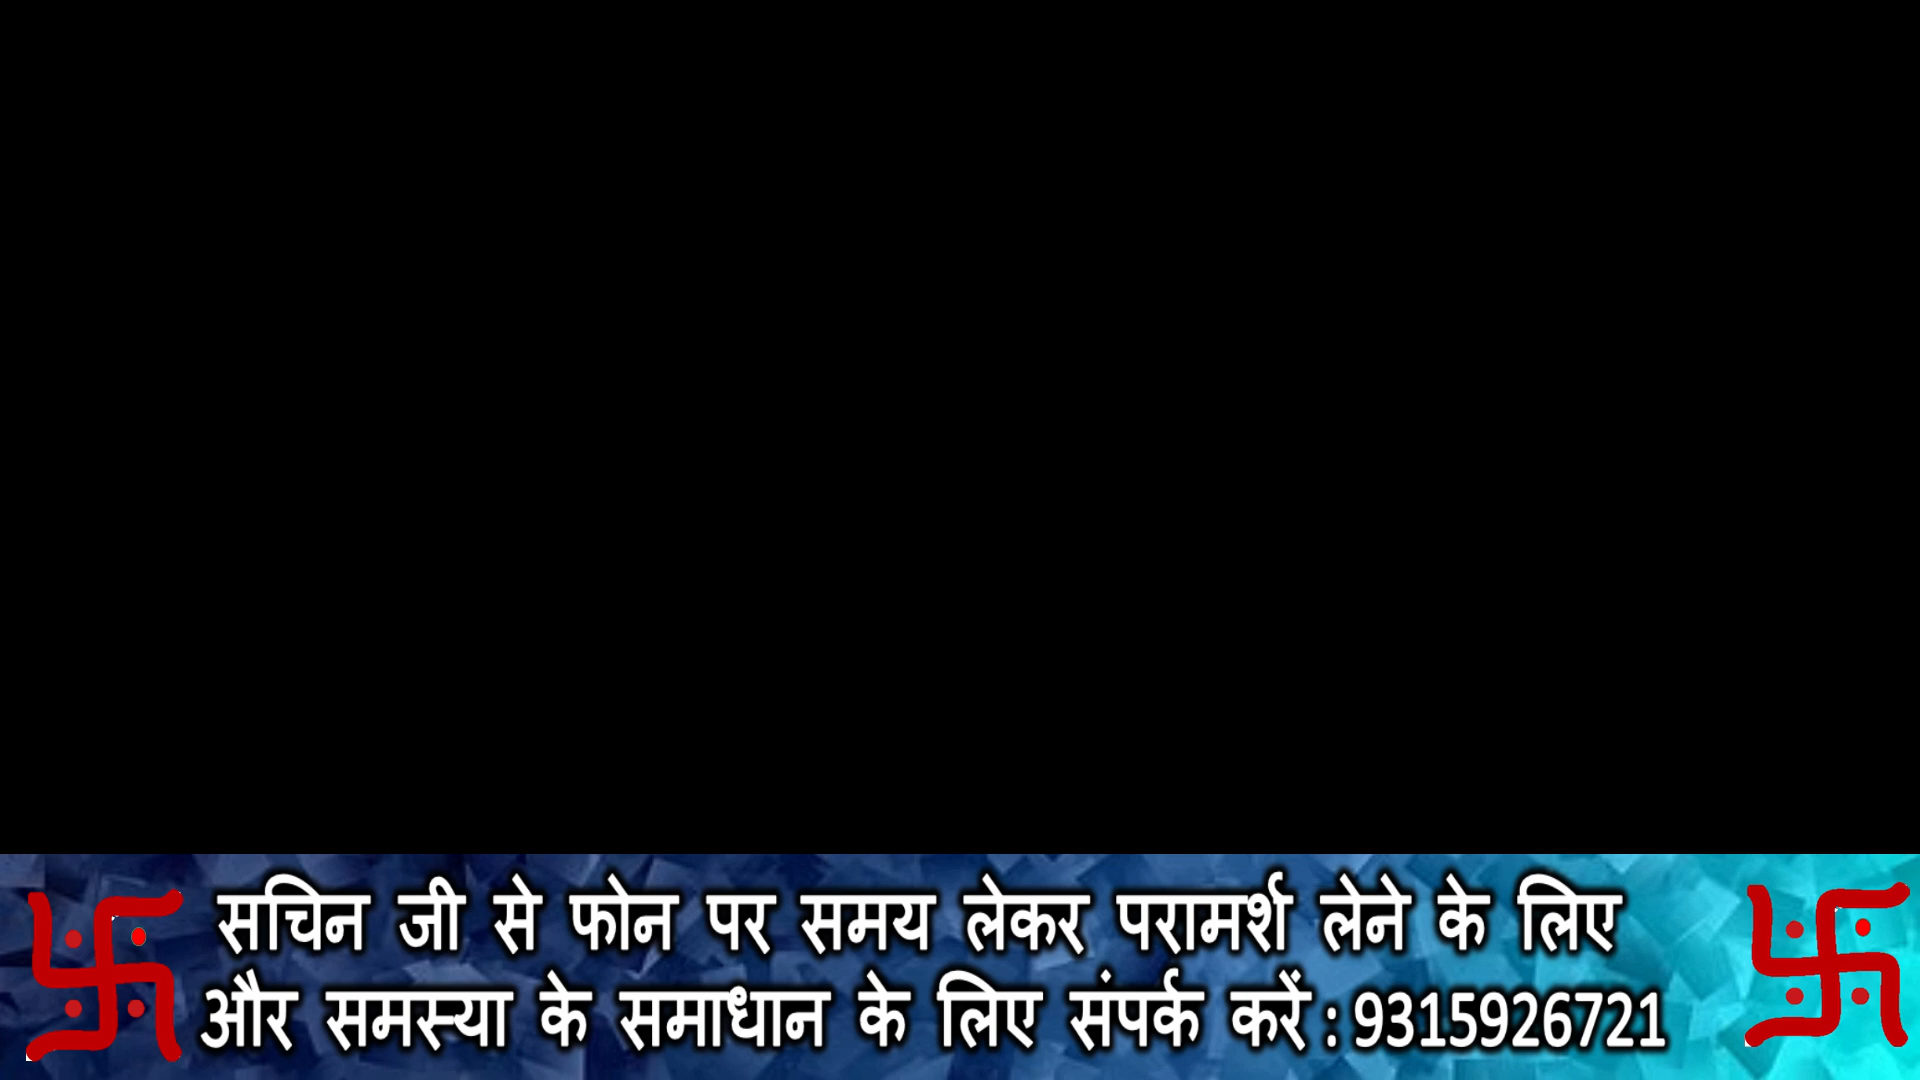 सचिन जी से फोन पर समय लेकर परामर्श लेने के लिए
और समस्या के समाधान के लिए संपर्क करें : 9315926721